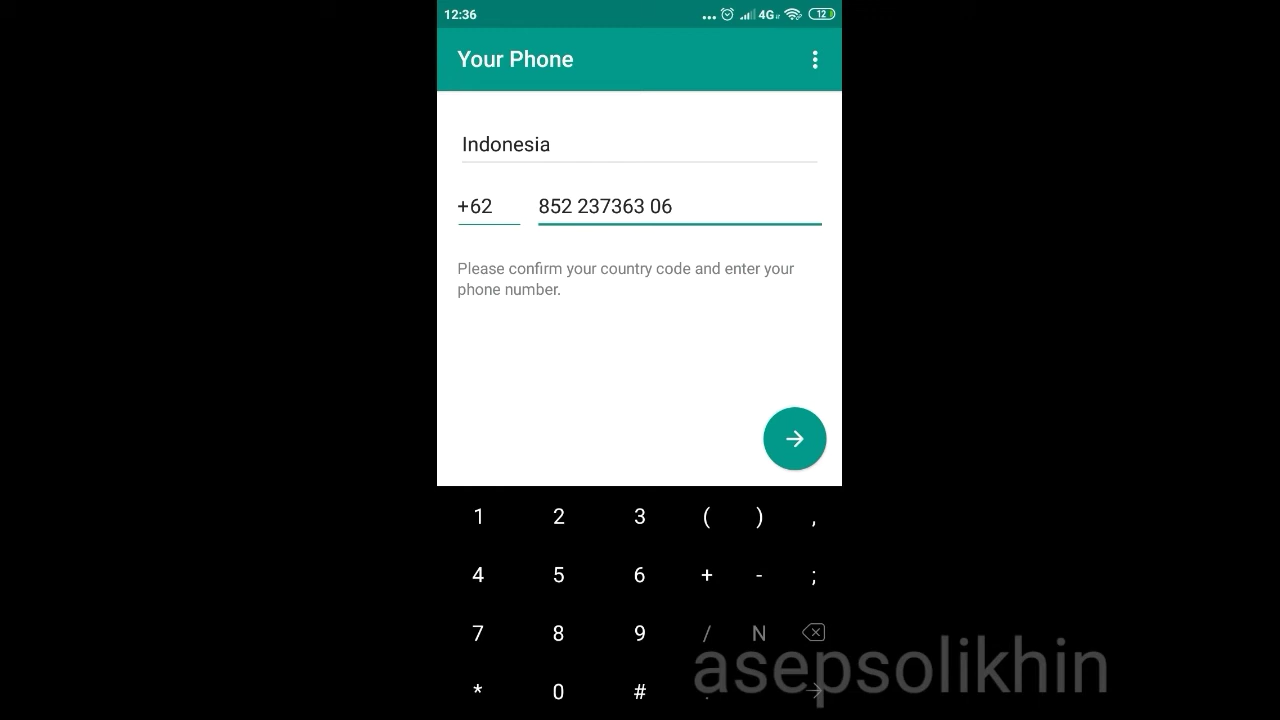 12:36 4G 12
Your Phone
Indonesia
+62 852 237363 06
Please confirm your country code and enter your
phone number.
1 2 3 ( ) ,
4 5 6 + - ;
7 8 9 / N
* 0 # .
asepsolikhin